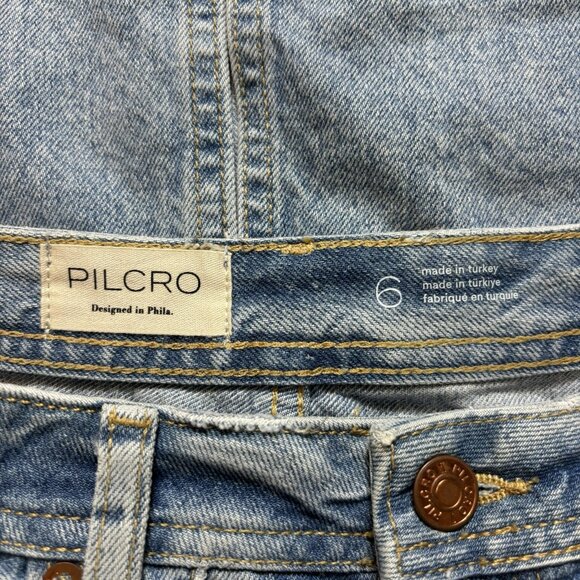 PILCRO
Designed in Phila.
6
made in turkey
made in türkiye
fabriqué en turquie
PILCRO